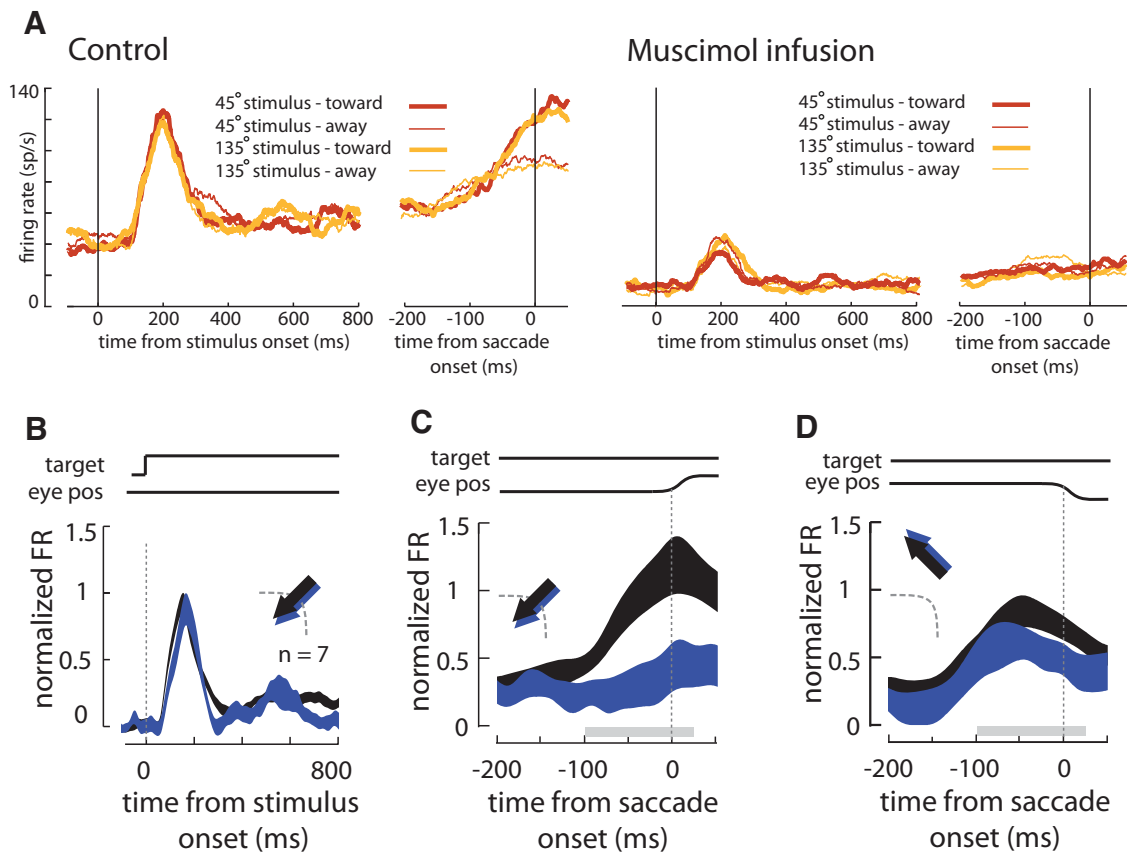 A
Control
Muscimol infusion
140
0
firing rate (sp/s)
45° stimulus - toward
45° stimulus - away
135° stimulus - toward
135° stimulus - away
0 200 400 600 800
time from stimulus onset (ms)
-200 -100 0
time from saccade
onset (ms)
45° stimulus - toward
45° stimulus - away
135° stimulus - toward
135° stimulus - away
0 200 400 600 800
time from stimulus onset (ms)
-200 -100 0
time from saccade
onset (ms)
B
target
eye pos
normalized FR
1.5
1
0.5
0
n = 7
0 800
time from stimulus
onset (ms)
C
target
eye pos
normalized FR
1.5
1
0.5
0
-200 -100 0
time from saccade
onset (ms)
D
target
eye pos
normalized FR
1.5
1
0.5
0
-200 -100 0
time from saccade
onset (ms)